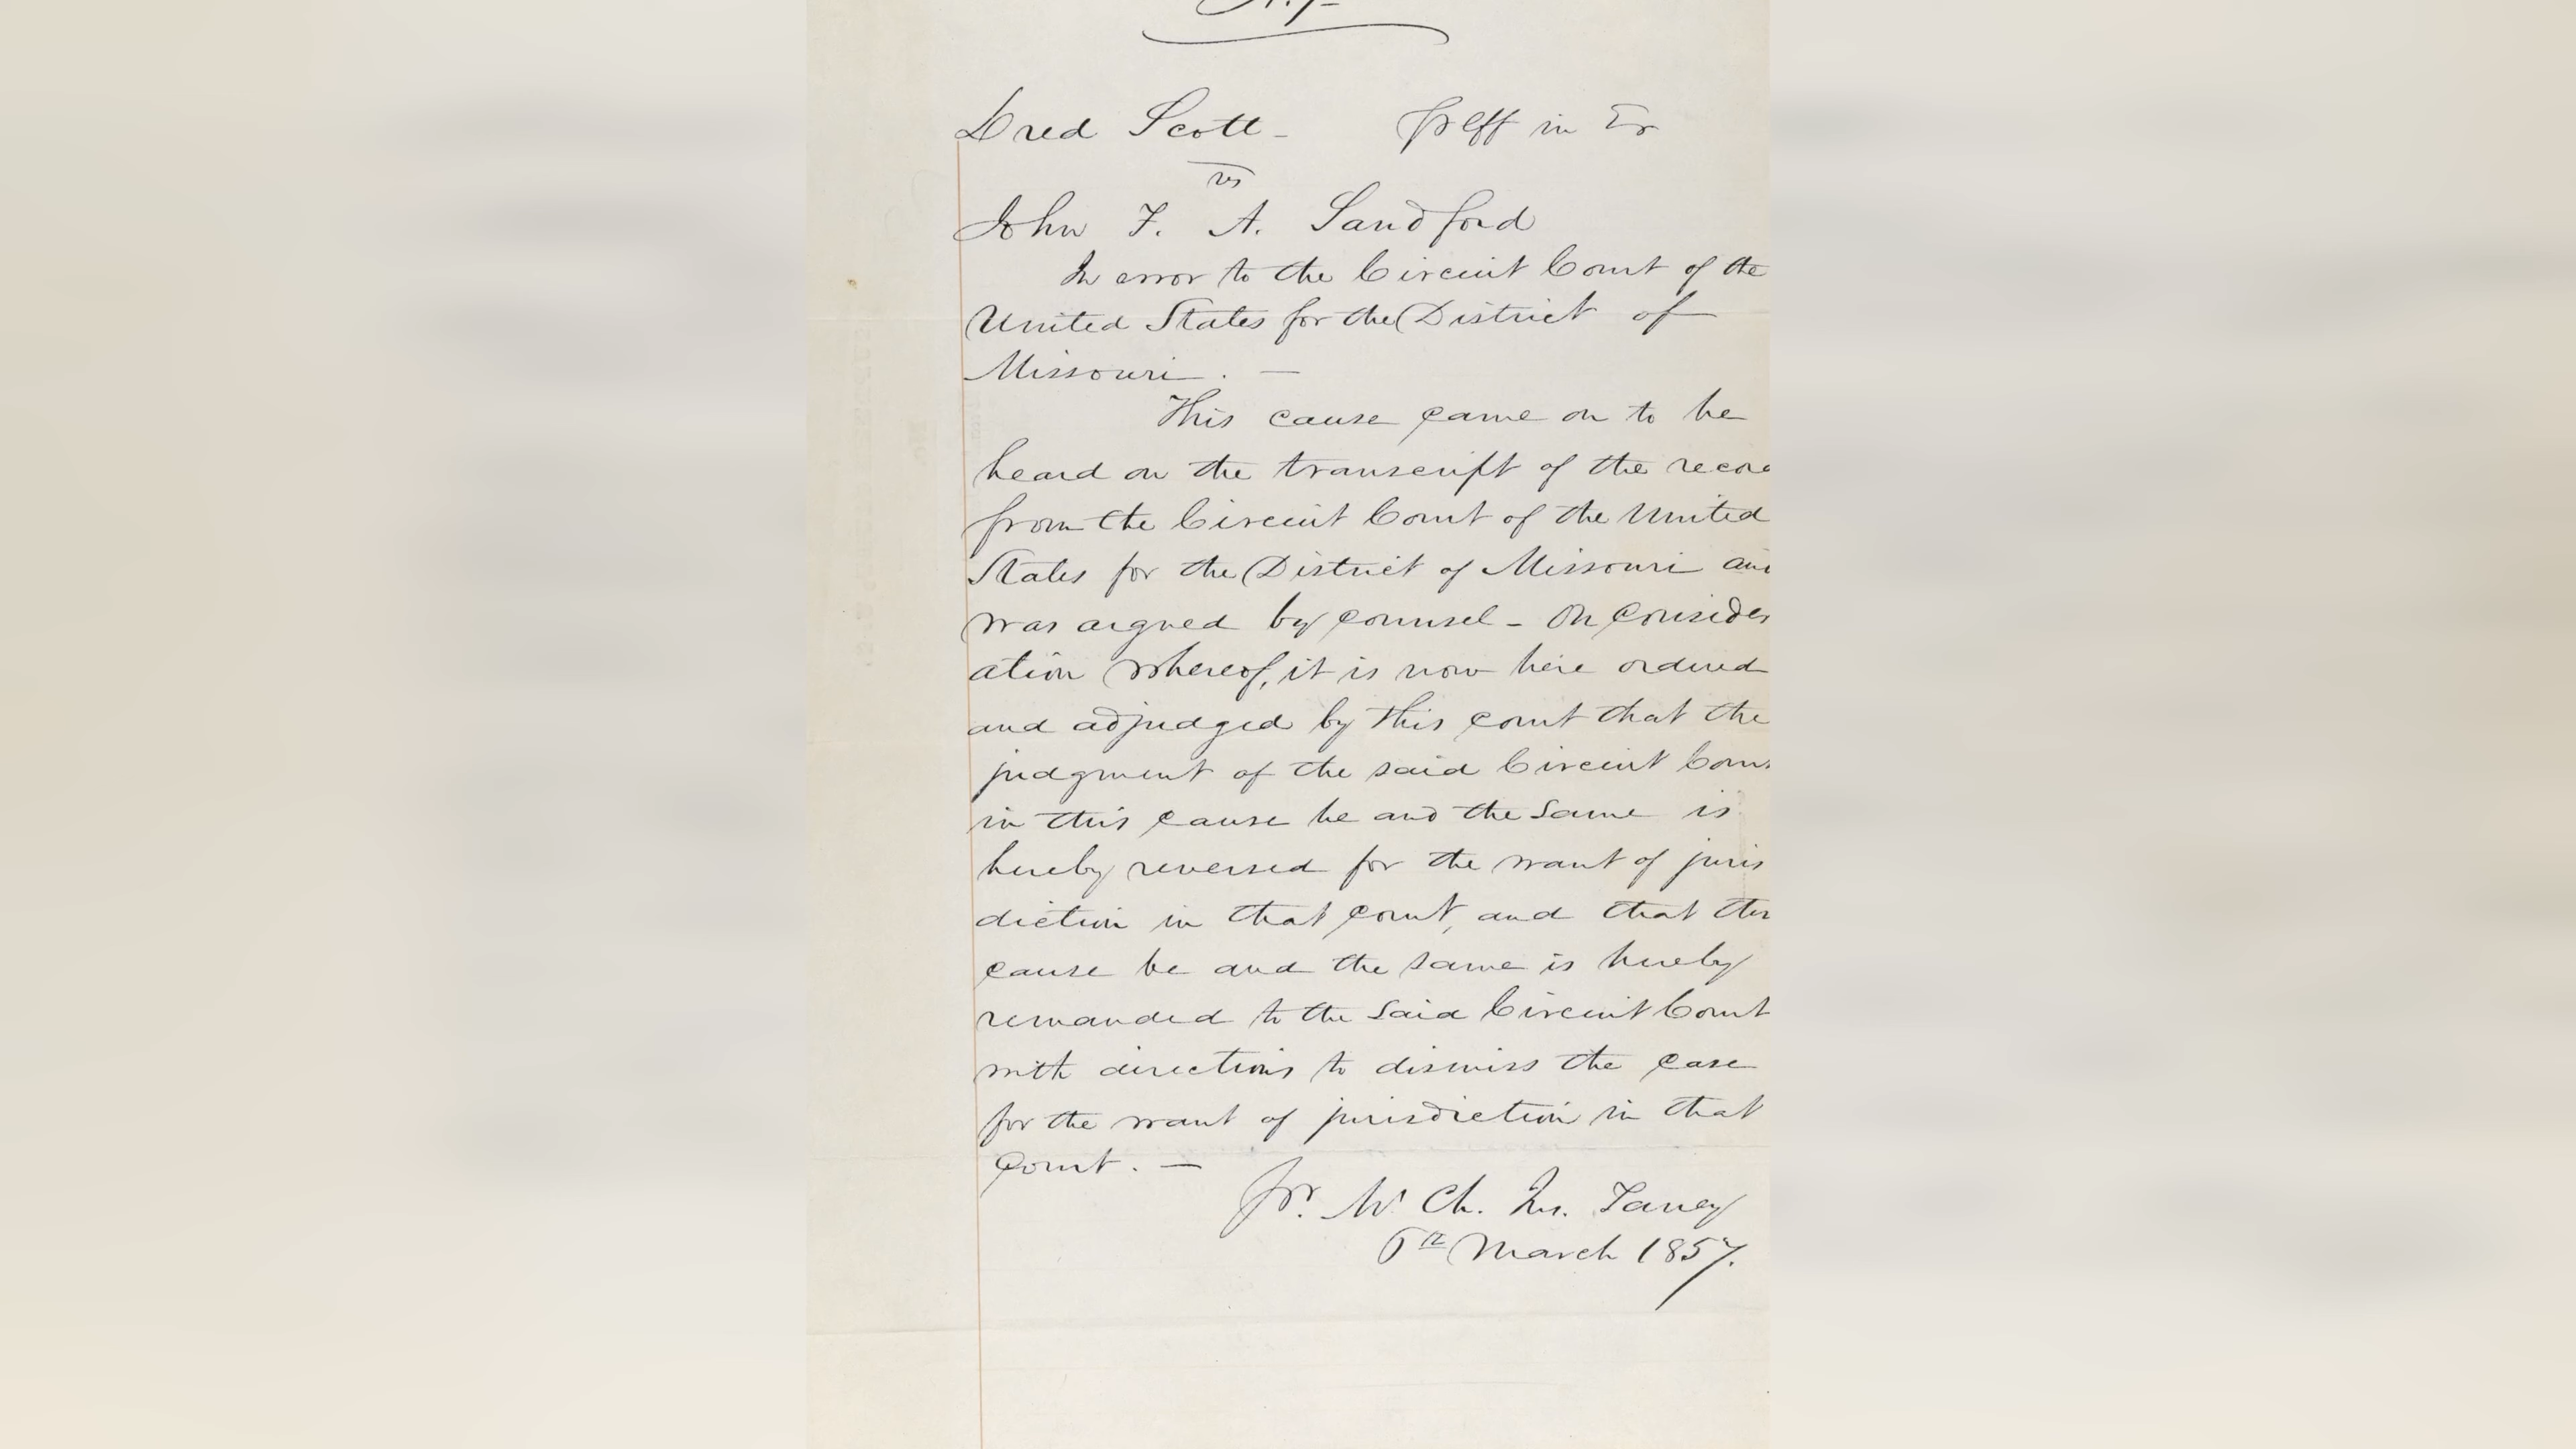 Dred Scott – Plff in Er
vs
John F. A. Sandford
In error to the Circuit Court of the
United States for the District of
Missouri. —
This cause came on to be
heard on the transcript of the recor
from the Circuit Court of the United
States for the District of Missouri an
was argued by counsel – On consider
ation whereof, it is now here ordered
and adjudged by this court that the
judgment of the said Circuit Cour
in this cause be and the same is
hereby reversed for the want of juris
diction in that court, and that this
cause be and the same is hereby
remanded to the said Circuit Court
with directions to dismiss the case
for the want of jurisdiction in that
court. —
Pr. Mr Ch. Jus. Taney
6th March 1857.